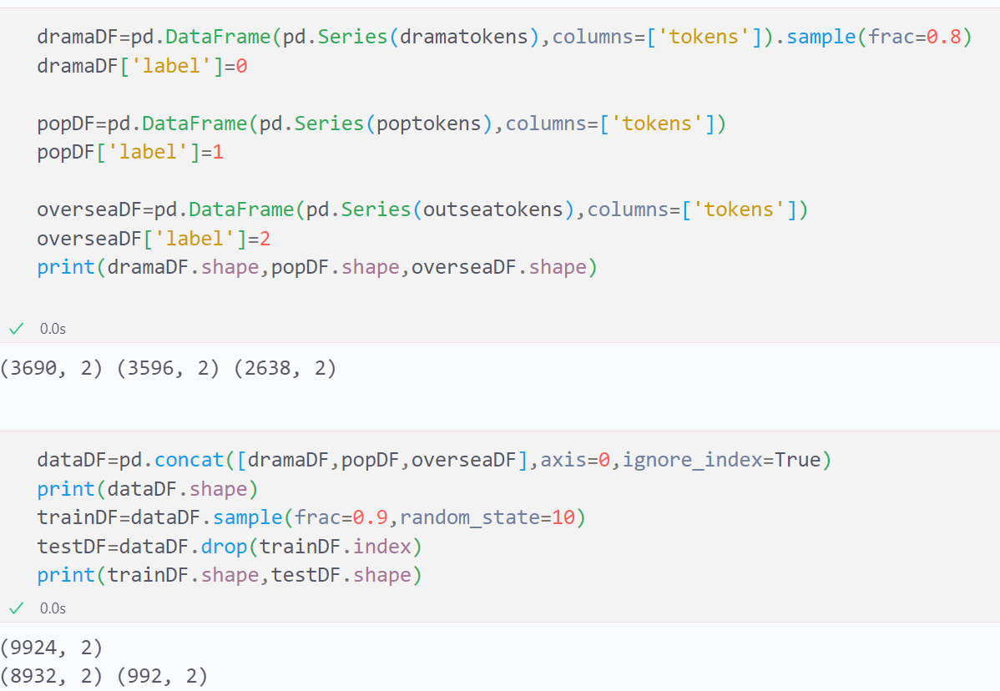 dramaDF=pd.DataFrame(pd.Series(dramatokens),columns=['tokens']).sample(frac=0.8)
dramaDF['label']=0
popDF=pd.DataFrame(pd.Series(poptokens),columns=['tokens'])
popDF['label']=1
overseaDF=pd.DataFrame(pd.Series(outseatokens),columns=['tokens'])
overseaDF['label']=2
print(dramaDF.shape,popDF.shape,overseaDF.shape)
✓ 0.0s
(3690, 2) (3596, 2) (2638, 2)
dataDF=pd.concat([dramaDF,popDF,overseaDF],axis=0,ignore_index=True)
print(dataDF.shape)
trainDF=dataDF.sample(frac=0.9,random_state=10)
testDF=dataDF.drop(trainDF.index)
print(trainDF.shape,testDF.shape)
✓ 0.0s
(9924, 2)
(8932, 2) (992, 2)